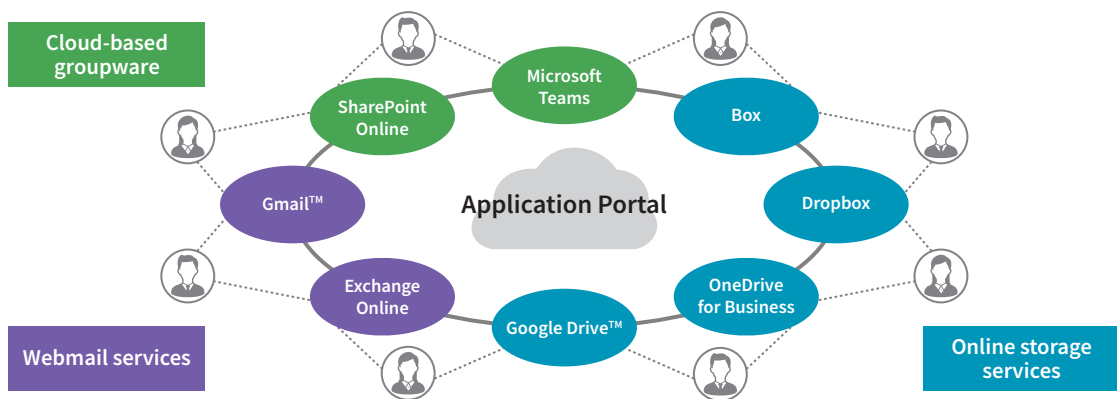 Cloud-based
groupware
Microsoft
Teams
SharePoint
Online
Box
Gmail™
Application Portal
Dropbox
Exchange
Online
OneDrive
for Business
Google Drive™
Webmail services
Online storage
services